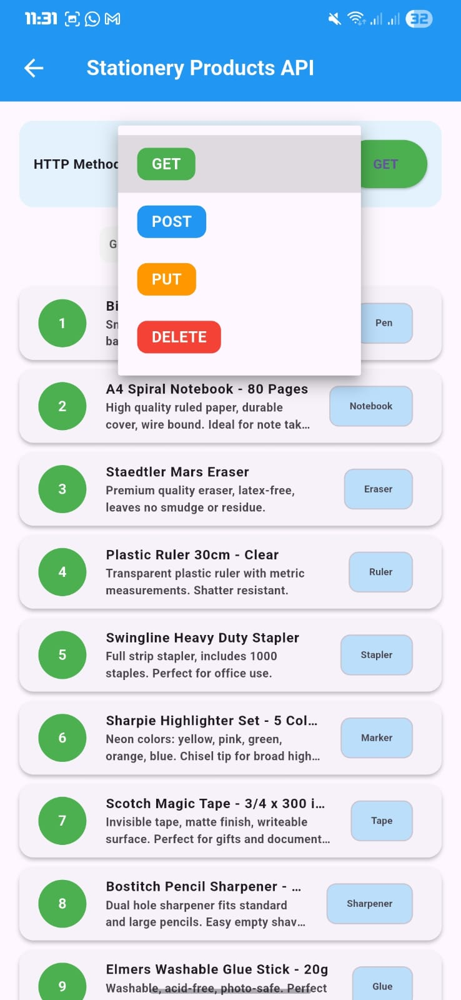 11:31
32
Stationery Products API
HTTP Method
GET
GET
POST
PUT
DELETE
G
1
Bi
Sm
ba
Pen
2
A4 Spiral Notebook - 80 Pages
High quality ruled paper, durable
cover, wire bound. Ideal for note tak...
Notebook
3
Staedtler Mars Eraser
Premium quality eraser, latex-free,
leaves no smudge or residue.
Eraser
4
Plastic Ruler 30cm - Clear
Transparent plastic ruler with metric
measurements. Shatter resistant.
Ruler
5
Swingline Heavy Duty Stapler
Full strip stapler, includes 1000
staples. Perfect for office use.
Stapler
6
Sharpie Highlighter Set - 5 Col...
Neon colors: yellow, pink, green,
orange, blue. Chisel tip for broad high...
Marker
7
Scotch Magic Tape - 3/4 x 300 i...
Invisible tape, matte finish, writeable
surface. Perfect for gifts and document...
Tape
8
Bostitch Pencil Sharpener - ...
Dual hole sharpener fits standard
and large pencils. Easy empty shav...
Sharpener
9
Elmers Washable Glue Stick - 20g
Washable, acid-free, photo-safe. Perfect
Glue